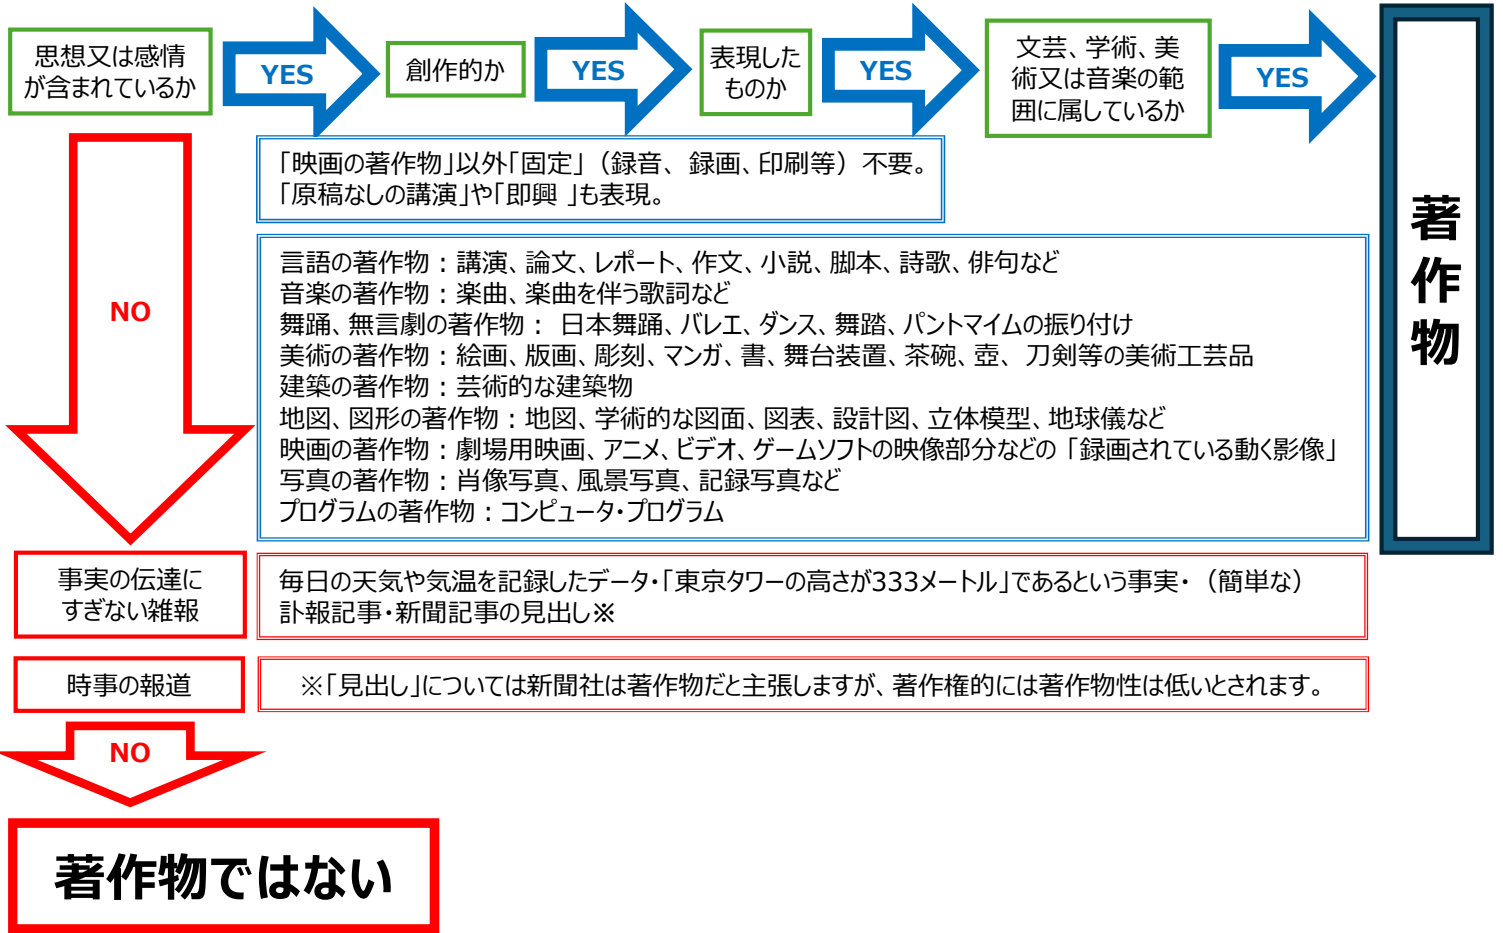 思想又は感情
が含まれているか
YES
創作的か
YES
表現した
ものか
YES
文芸、学術、美
術又は音楽の範
囲に属しているか
YES
著作物
「映画の著作物」以外「固定」（録音、録画、印刷等）不要。
「原稿なしの講演」や「即興 」も表現。
NO
言語の著作物：講演、論文、レポート、作文、小説、脚本、詩歌、俳句など
音楽の著作物：楽曲、楽曲を伴う歌詞など
舞踊、無言劇の著作物： 日本舞踊、バレエ、ダンス、舞踏、パントマイムの振り付け
美術の著作物：絵画、版画、彫刻、マンガ、書、舞台装置、茶碗、壺、刀剣等の美術工芸品
建築の著作物：芸術的な建築物
地図、図形の著作物：地図、学術的な図面、図表、設計図、立体模型、地球儀など
映画の著作物：劇場用映画、アニメ、ビデオ、ゲームソフトの映像部分などの「録画されている動く影像」
写真の著作物：肖像写真、風景写真、記録写真など
プログラムの著作物：コンピュータ・プログラム
事実の伝達に
すぎない雑報
毎日の天気や気温を記録したデータ・「東京タワーの高さが333メートル」であるという事実・（簡単な）
訃報記事・新聞記事の見出し※
時事の報道
※「見出し」については新聞社は著作物だと主張しますが、著作権的には著作物性は低いとされます。
NO
著作物ではない